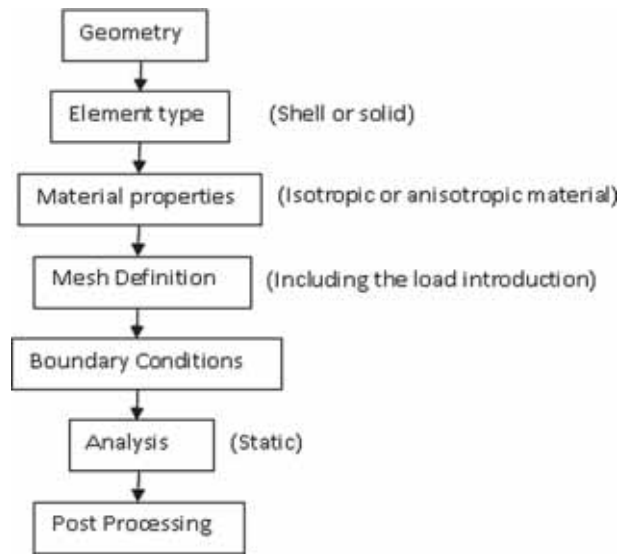 Geometry
Element type (Shell or solid)
Material properties (Isotropic or anisotropic material)
Mesh Definition (Including the load introduction)
Boundary Conditions
Analysis (Static)
Post Processing